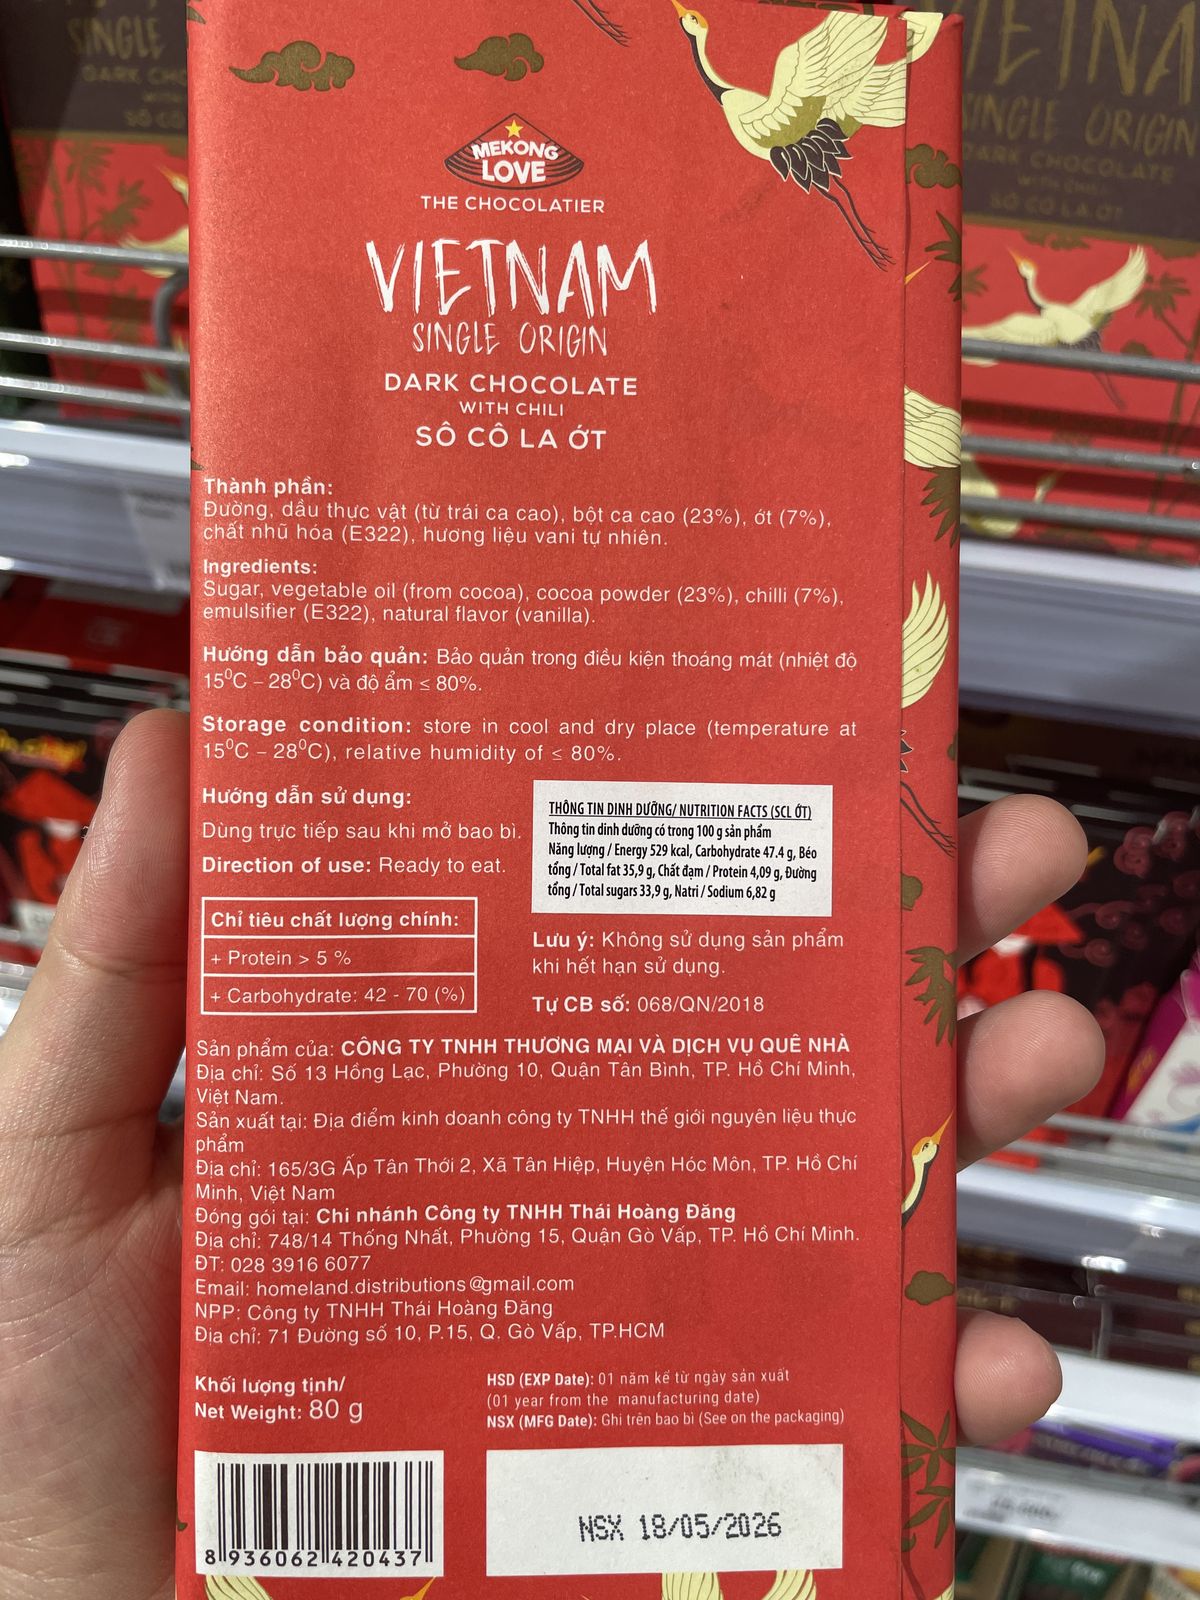 MEKONG
LOVE
THE CHOCOLATIER
VIETNAM
SINGLE ORIGIN
DARK CHOCOLATE
WITH CHILI
SÔ CÔ LA ỚT
Thành phần:
Đường, dầu thực vật (từ trái ca cao), bột ca cao (23%), ớt (7%),
chất nhũ hóa (E322), hương liệu vani tự nhiên.
Ingredients:
Sugar, vegetable oil (from cocoa), cocoa powder (23%), chilli (7%),
emulsifier (E322), natural flavor (vanilla).
Hướng dẫn bảo quản: Bảo quản trong điều kiện thoáng mát (nhiệt độ
15⁰C – 28⁰C) và độ ẩm ≤ 80%.
Storage condition: store in cool and dry place (temperature at
15⁰C – 28⁰C), relative humidity of ≤ 80%.
Hướng dẫn sử dụng:
Dùng trực tiếp sau khi mở bao bì.
Direction of use: Ready to eat.
THÔNG TIN DINH DƯỠNG/ NUTRITION FACTS (SCL ỚT)
Thông tin dinh dưỡng có trong 100 g sản phẩm
Năng lượng / Energy 529 kcal, Carbohydrate 47.4 g, Béo
tổng / Total fat 35,9 g, Chất đạm / Protein 4,09 g, Đường
tổng / Total sugars 33,9 g, Natri / Sodium 6,82 g
Chỉ tiêu chất lượng chính:
+ Protein > 5 %
+ Carbohydrate: 42 - 70 (%)
Lưu ý: Không sử dụng sản phẩm
khi hết hạn sử dụng.
Tự CB số: 068/QN/2018
Sản phẩm của: CÔNG TY TNHH THƯƠNG MẠI VÀ DỊCH VỤ QUÊ NHÀ
Địa chỉ: Số 13 Hồng Lạc, Phường 10, Quận Tân Bình, TP. Hồ Chí Minh,
Việt Nam.
Sản xuất tại: Địa điểm kinh doanh công ty TNHH thế giới nguyên liệu thực
phẩm
Địa chỉ: 165/3G Ấp Tân Thới 2, Xã Tân Hiệp, Huyện Hóc Môn, TP. Hồ Chí
Minh, Việt Nam
Đóng gói tại: Chi nhánh Công ty TNHH Thái Hoàng Đăng
Địa chỉ: 748/14 Thống Nhất, Phường 15, Quận Gò Vấp, TP. Hồ Chí Minh.
ĐT: 028 3916 6077
Email: homeland.distributions@gmail.com
NPP: Công ty TNHH Thái Hoàng Đăng
Địa chỉ: 71 Đường số 10, P.15, Q. Gò Vấp, TP.HCM
Khối lượng tịnh/
Net Weight: 80 g
HSD (EXP Date): 01 năm kể từ ngày sản xuất
(01 year from the manufacturing date)
NSX (MFG Date): Ghi trên bao bì (See on the packaging)
8 936062 420437
NSX 18/05/2026
SINGLE
VIETNA
SINGLE ORIGIN
DARK CHOCOLATE
WITH CHILI
SÔ CÔ LA ỚT